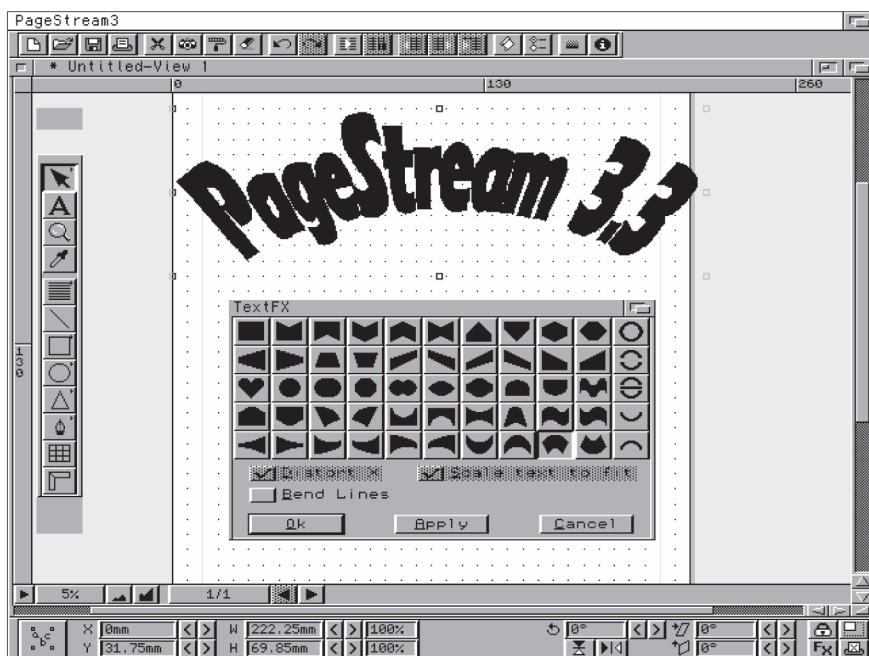 PageStream3
* Untitled-View 1
0 130 260
130
PageStream 3.3
A
TextFX
Distort X Scale text to fit
Bend Lines
Ok Apply Cancel
5% 1/1
X 0mm W 222.25mm 100% 0° 0°
Y 31.75mm H 69.85mm 100% 0° FX